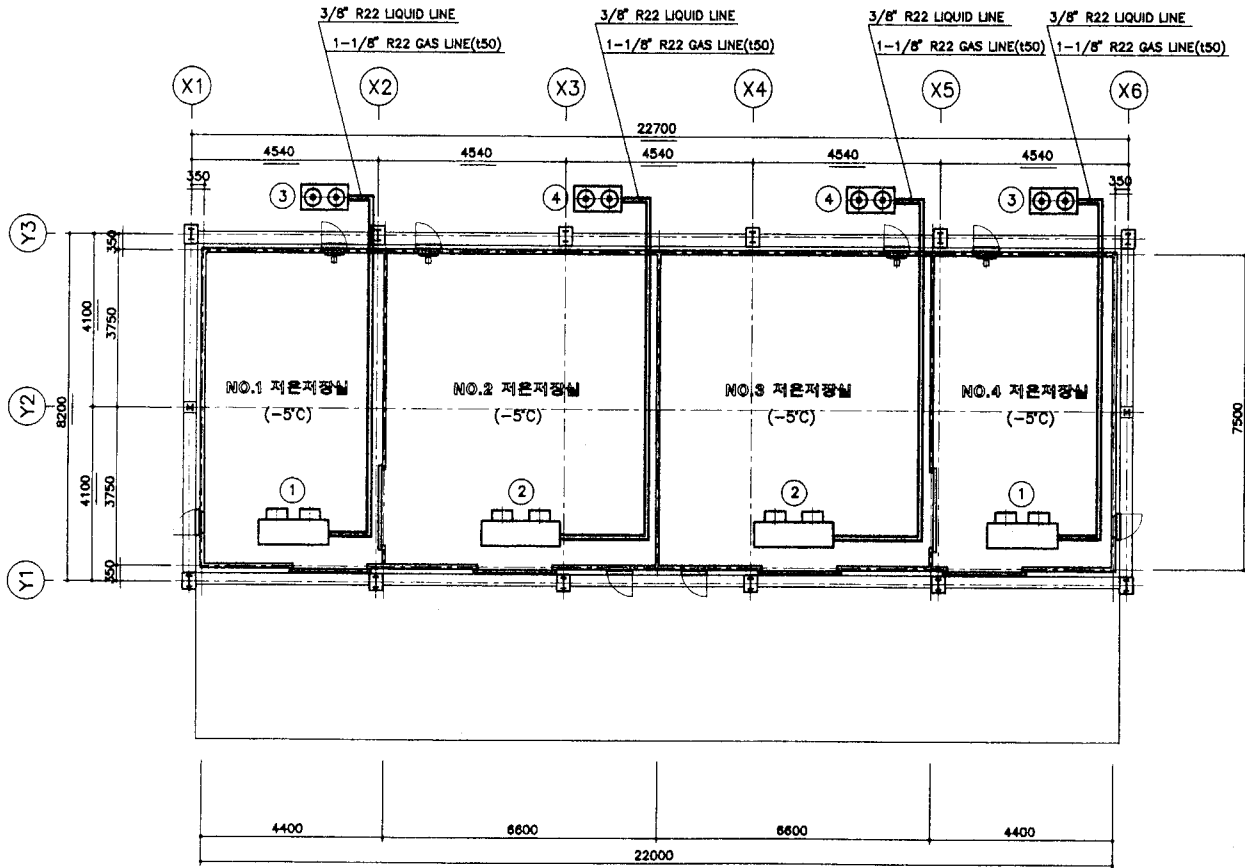 3/8" R22 LIQUID LINE
1-1/8" R22 GAS LINE(t50)
3/8" R22 LIQUID LINE
1-1/8" R22 GAS LINE(t50)
3/8" R22 LIQUID LINE
1-1/8" R22 GAS LINE(t50)
3/8" R22 LIQUID LINE
1-1/8" R22 GAS LINE(t50)
X1 X2 X3 X4 X5 X6
22700
4540 4540 4540 4540 4540
350 350
3 4 4 3
Y3
350
4100
3750
NO.1 저온저장실
(-5°C)
NO.2 저온저장실
(-5°C)
NO.3 저온저장실
(-5°C)
NO.4 저온저장실
(-5°C)
Y2
8200
7500
4100
3750
1 2 2 1
350
Y1
4400 6600 6600 4400
22000